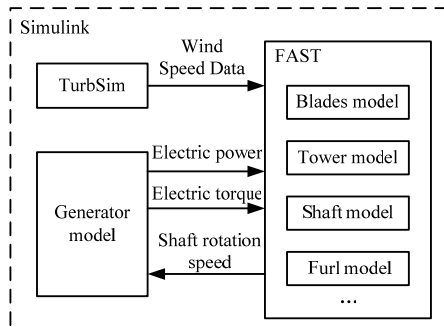 Simulink
Wind
Speed Data
TurbSim
FAST
Blades model
Tower model
Shaft model
Furl model
...
Electric power
Electric torque
Shaft rotation
speed
Generator
model